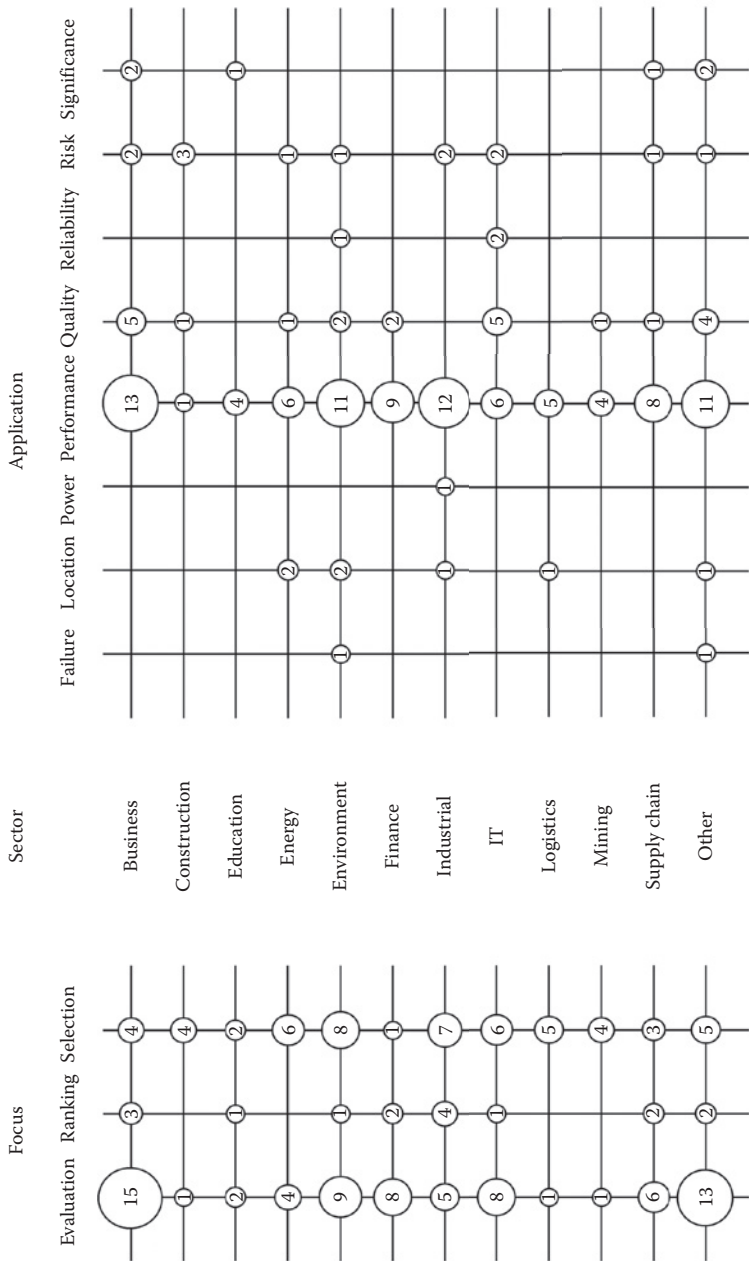 Focus Sector Application
Evaluation Ranking Selection Failure Location Power Performance Quality Reliability Risk Significance
15 3 4 Business 13 5 2 2
1 4 Construction 1 1 3
2 1 2 Education 4 1
4 6 Energy 2 6 1 1
9 1 8 Environment 1 2 11 2 1 1
8 2 1 Finance 9 2
5 4 7 Industrial 1 1 12 2
8 1 6 IT 6 5 2 2
1 5 Logistics 1 5
1 4 Mining 4 1
6 2 3 Supply chain 8 1 1 1
13 2 5 Other 1 1 11 4 1 2